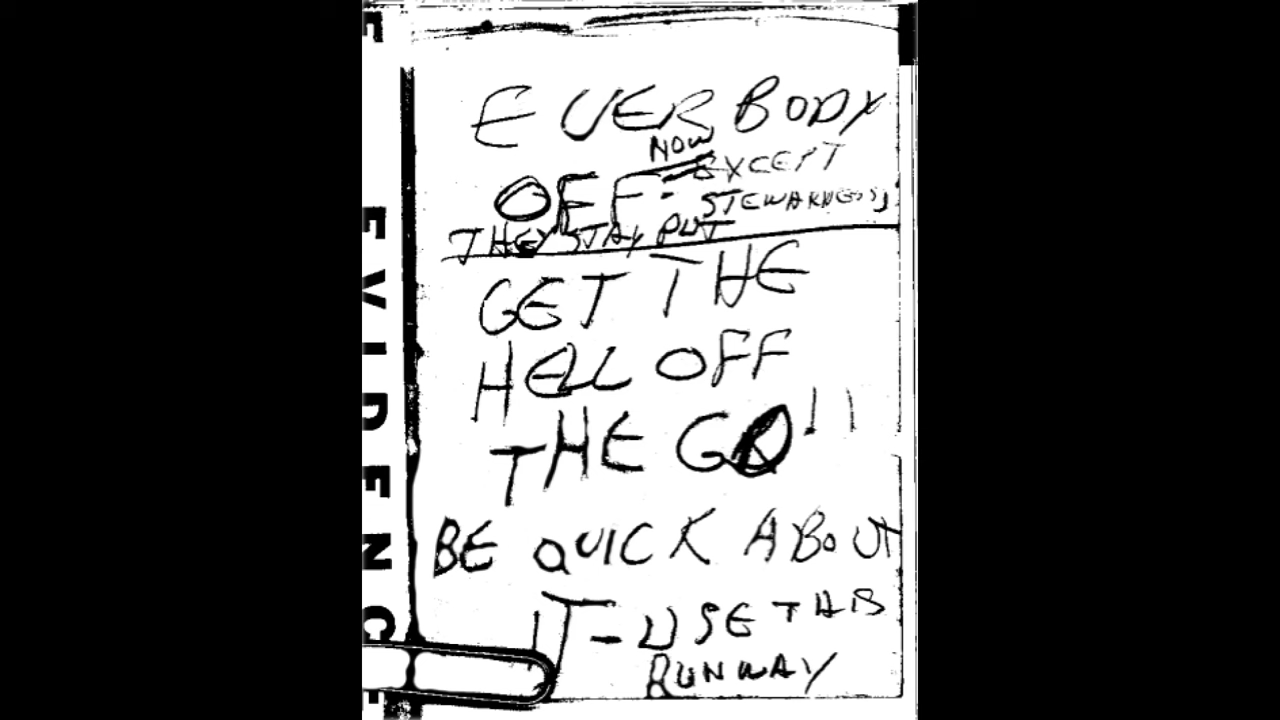 EVERBODY
NOW
OFF - EXCEPT
STEWARDESSES
THEY STAY PUT
GET THE
HELL OFF
THE GO!!
BE QUICK ABOUT
IT - USE THIS
RUNWAY
EVIDENCE